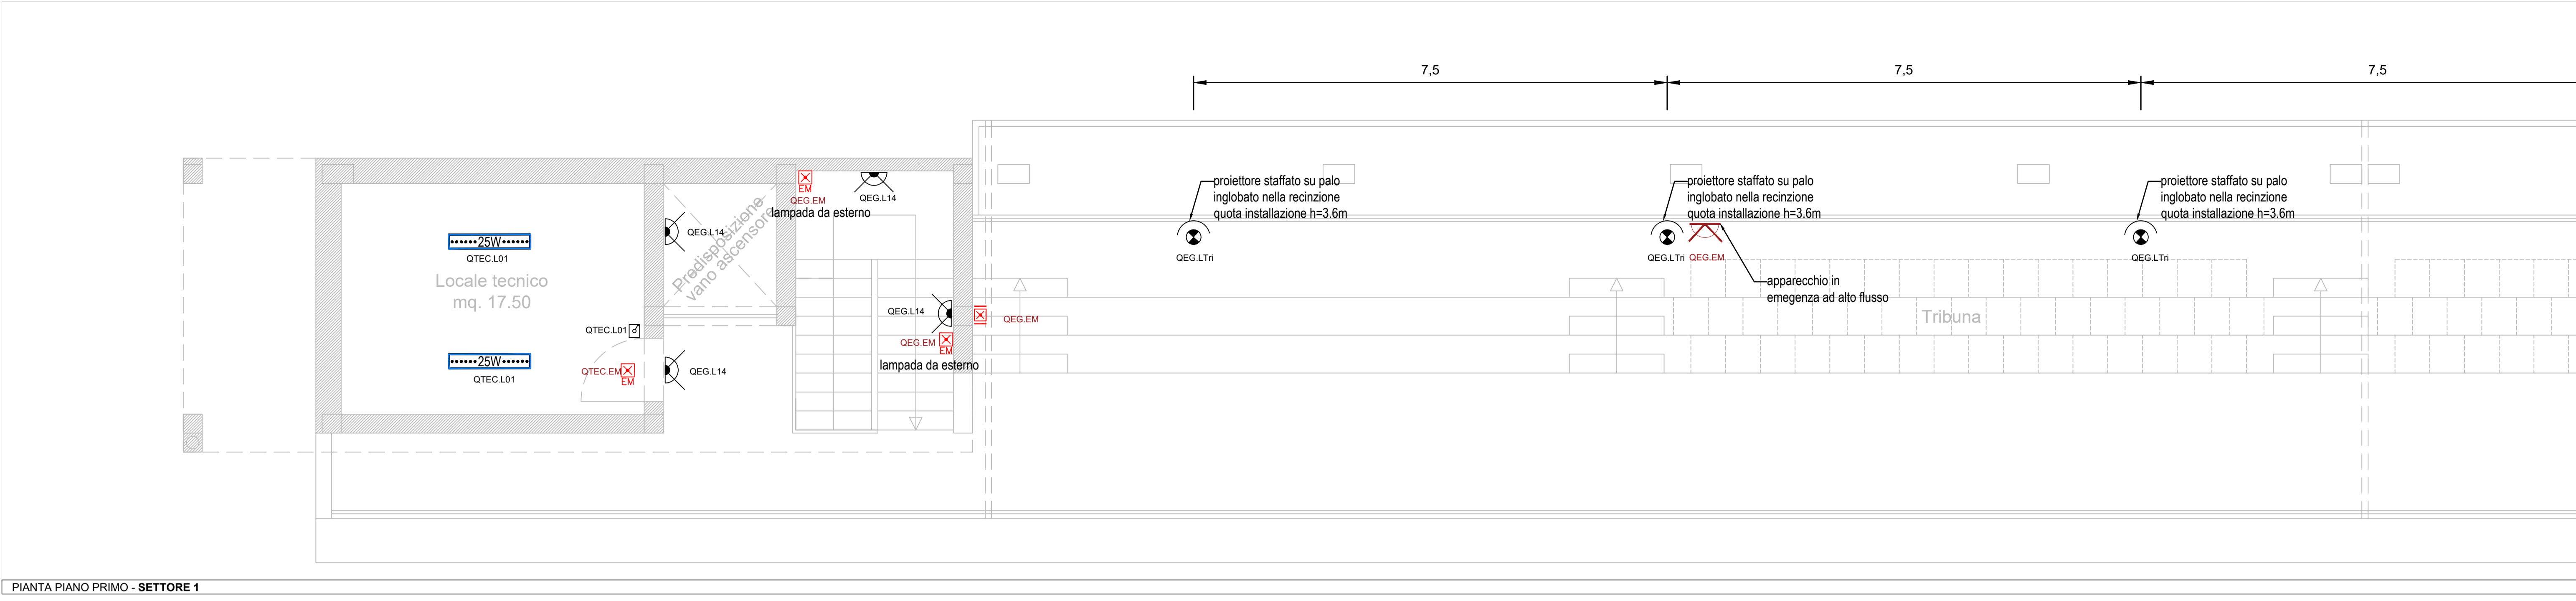 7,5
7,5
7,5
EM
QEG.EM
lampada da esterno
QEG.L14
QEG.L14
Predisposizione
vano ascensore
25W
QTEC.L01
Locale tecnico
mq. 17.50
QTEC.L01
25W
QTEC.L01
QTEC.EM
EM
QEG.L14
QEG.L14
QEG.EM
EM
lampada da esterno
QEG.EM
proiettore staffato su palo
inglobato nella recinzione
quota installazione h=3.6m
QEG.LTri
proiettore staffato su palo
inglobato nella recinzione
quota installazione h=3.6m
QEG.LTri
QEG.EM
apparecchio in
emegenza ad alto flusso
proiettore staffato su palo
inglobato nella recinzione
quota installazione h=3.6m
QEG.LTri
Tribuna
PIANTA PIANO PRIMO - SETTORE 1